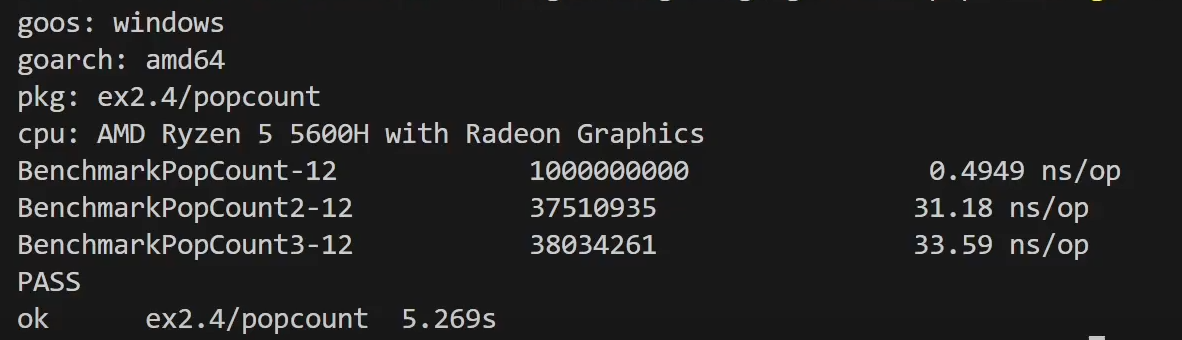 goos: windows
goarch: amd64
pkg: ex2.4/popcount
cpu: AMD Ryzen 5 5600H with Radeon Graphics
BenchmarkPopCount-12 1000000000 0.4949 ns/op
BenchmarkPopCount2-12 37510935 31.18 ns/op
BenchmarkPopCount3-12 38034261 33.59 ns/op
PASS
ok ex2.4/popcount 5.269s